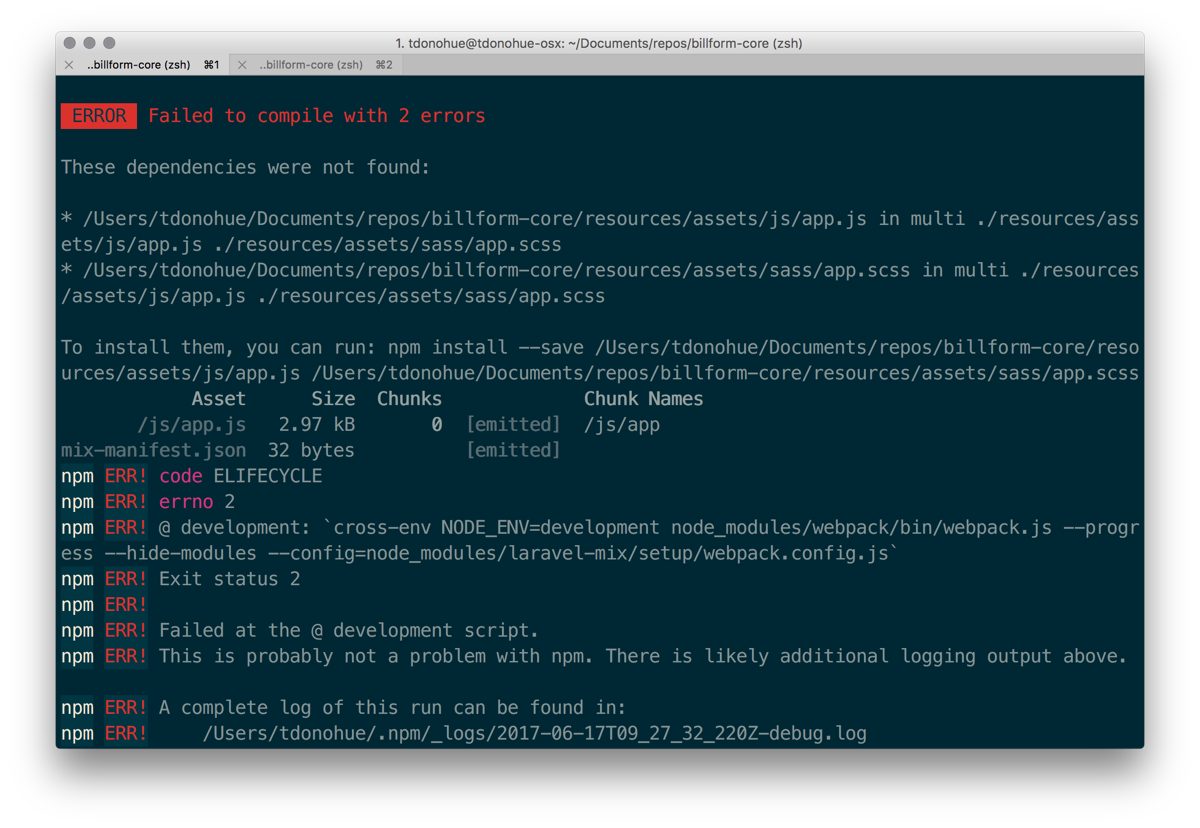 1. tdonohue@tdonohue-osx: ~/Documents/repos/billform-core (zsh)
..billform-core (zsh) ⌘1 ..billform-core (zsh) ⌘2
ERROR Failed to compile with 2 errors
These dependencies were not found:
* /Users/tdonohue/Documents/repos/billform-core/resources/assets/js/app.js in multi ./resources/ass
ets/js/app.js ./resources/assets/sass/app.scss
* /Users/tdonohue/Documents/repos/billform-core/resources/assets/sass/app.scss in multi ./resources
/assets/js/app.js ./resources/assets/sass/app.scss
To install them, you can run: npm install --save /Users/tdonohue/Documents/repos/billform-core/reso
urces/assets/js/app.js /Users/tdonohue/Documents/repos/billform-core/resources/assets/sass/app.scss
Asset Size Chunks Chunk Names
/js/app.js 2.97 kB 0 [emitted] /js/app
mix-manifest.json 32 bytes [emitted]
npm ERR! code ELIFECYCLE
npm ERR! errno 2
npm ERR! @ development: `cross-env NODE_ENV=development node_modules/webpack/bin/webpack.js --progr
ess --hide-modules --config=node_modules/laravel-mix/setup/webpack.config.js`
npm ERR! Exit status 2
npm ERR!
npm ERR! Failed at the @ development script.
npm ERR! This is probably not a problem with npm. There is likely additional logging output above.
npm ERR! A complete log of this run can be found in:
npm ERR! /Users/tdonohue/.npm/_logs/2017-06-17T09_27_32_220Z-debug.log